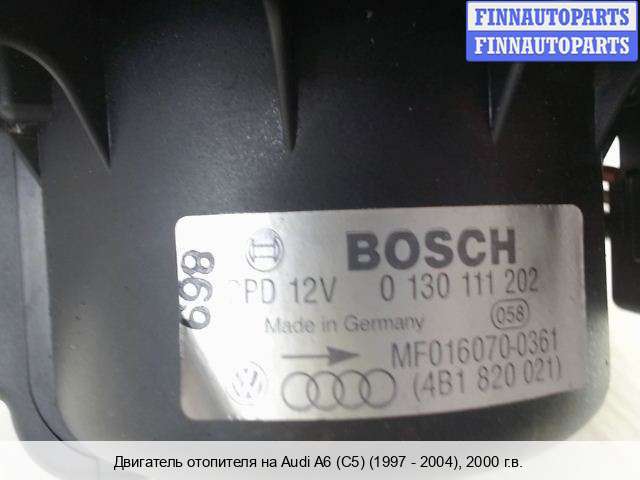 FINNAUTOPARTS
FINNAUTOPARTS
BOSCH
CPD 12V 0 130 111 202
Made in Germany 058
MF016070-0361
(4B1 820 021)
869
Двигатель отопителя на Audi A6 (C5) (1997 - 2004), 2000 г.в.